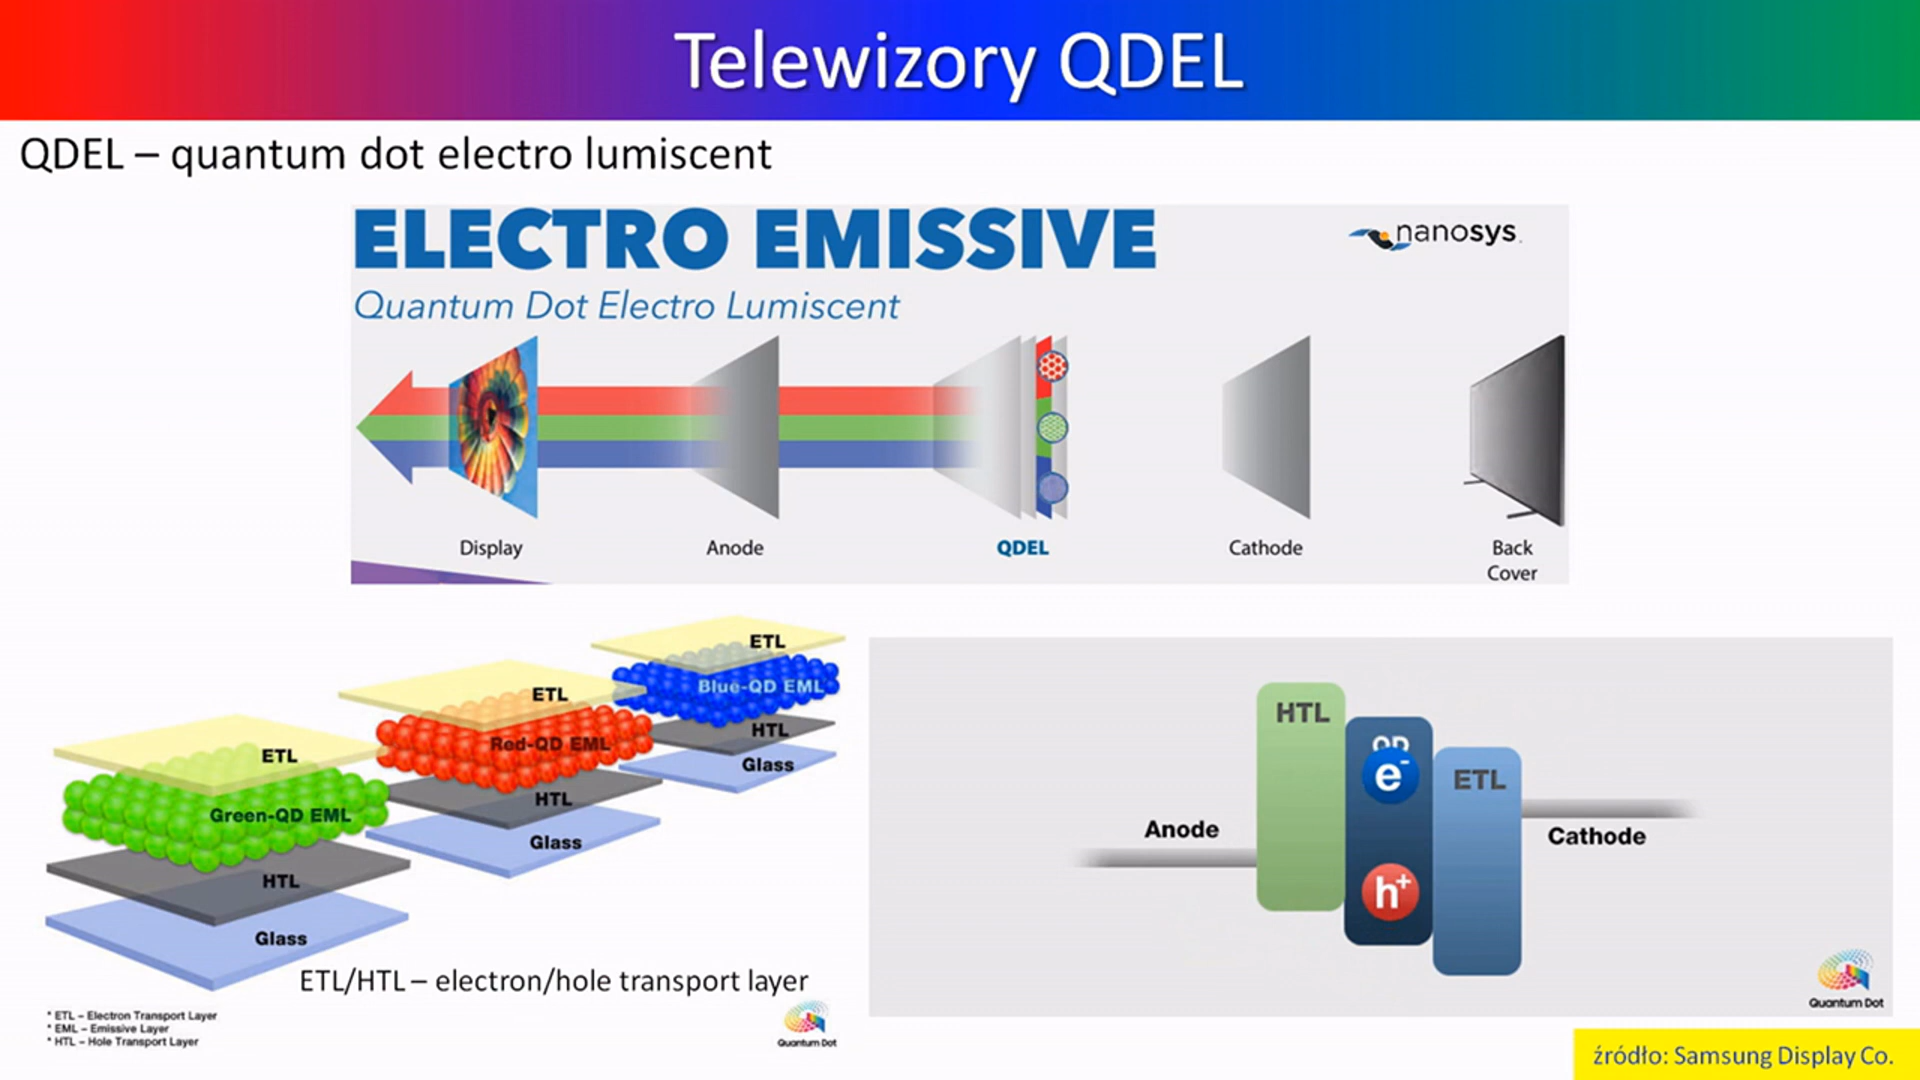 Telewizory QDEL
QDEL – quantum dot electro lumiscent
ELECTRO EMISSIVE
nanosys
Quantum Dot Electro Lumiscent
Display
Anode
QDEL
Cathode
Back
Cover
ETL
Blue-QD EML
HTL
Glass
ETL
Red-QD EML
HTL
Glass
ETL
Green-QD EML
HTL
Glass
ETL/HTL – electron/hole transport layer
* ETL – Electron Transport Layer
* EML – Emissive Layer
* HTL – Hole Transport Layer
Quantum Dot
HTL
QD
e-
ETL
Anode
Cathode
h+
Quantum Dot
źródło: Samsung Display Co.